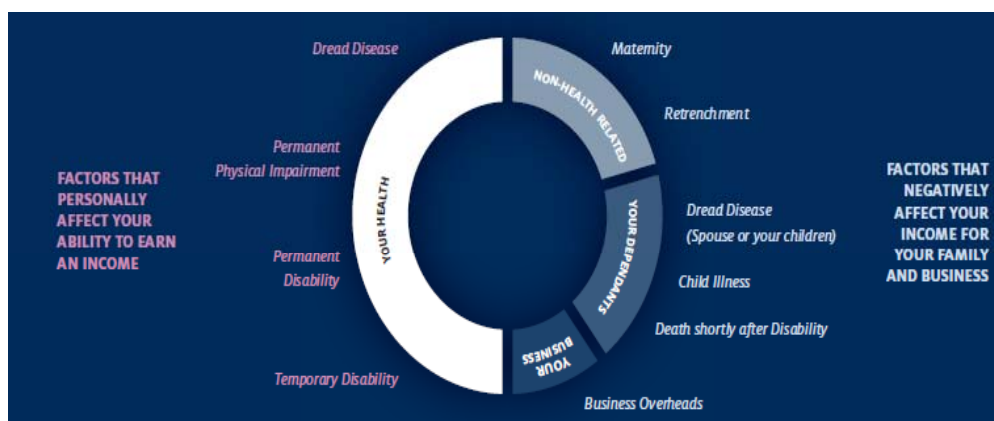 FACTORS THAT
PERSONALLY
AFFECT YOUR
ABILITY TO EARN
AN INCOME
Dread Disease
Permanent
Physical Impairment
Permanent
Disability
Temporary Disability
YOUR HEALTH
NON-HEALTH RELATED
YOUR DEPENDANTS
YOUR
BUSINESS
Maternity
Retrenchment
Dread Disease
(Spouse or your children)
Child Illness
Death shortly after Disability
Business Overheads
FACTORS THAT
NEGATIVELY
AFFECT YOUR
INCOME FOR
YOUR FAMILY
AND BUSINESS